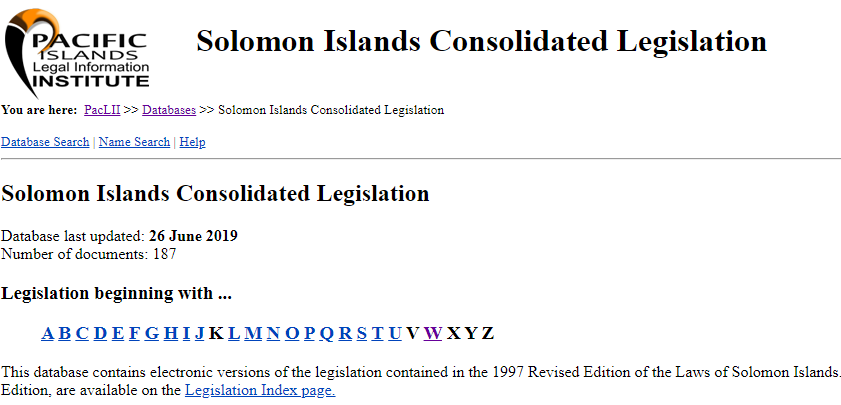 PACIFIC
ISLANDS
Legal Information
INSTITUTE
Solomon Islands Consolidated Legislation
You are here: PacLII >> Databases >> Solomon Islands Consolidated Legislation
Database Search | Name Search | Help
Solomon Islands Consolidated Legislation
Database last updated: 26 June 2019
Number of documents: 187
Legislation beginning with ...
A B C D E F G H I J K L M N O P Q R S T U V W X Y Z
This database contains electronic versions of the legislation contained in the 1997 Revised Edition of the Laws of Solomon Islands.
Edition, are available on the Legislation Index page.